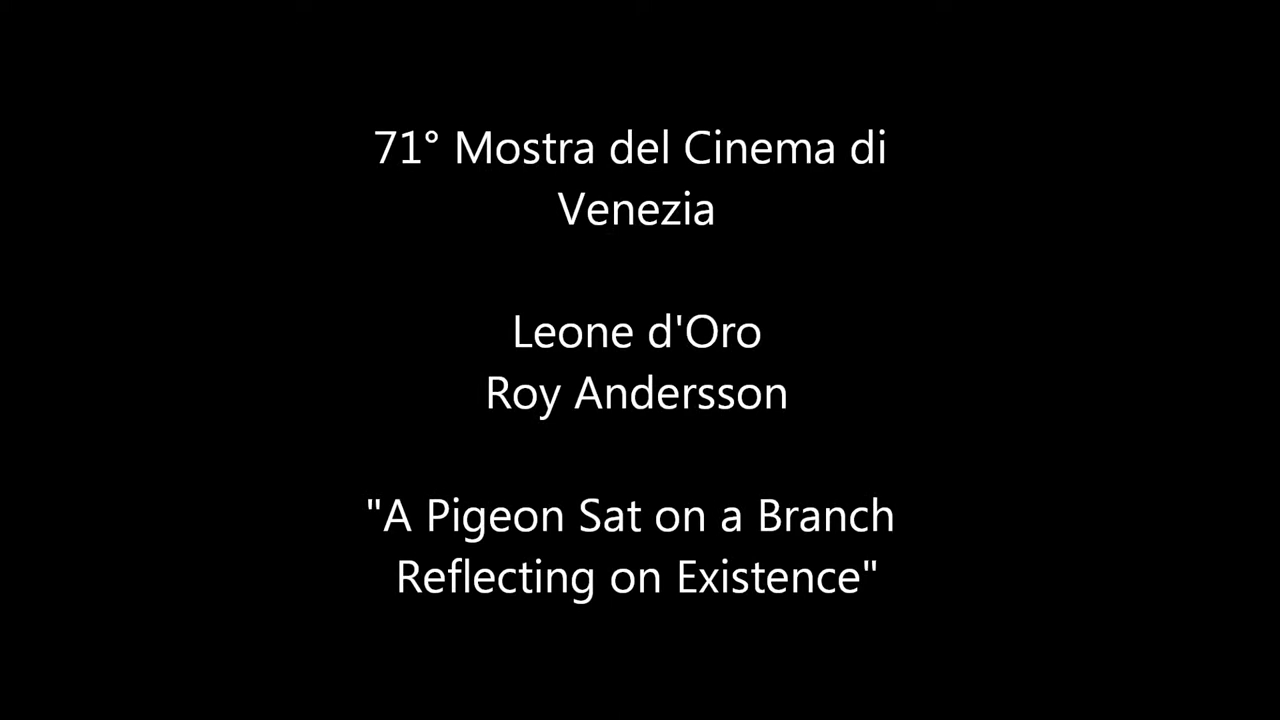 71° Mostra del Cinema di
Venezia
Leone d'Oro
Roy Andersson
"A Pigeon Sat on a Branch
Reflecting on Existence"